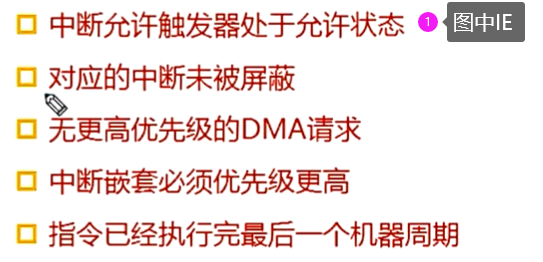 中断允许触发器处于允许状态 1 图中IE
对应的中断未被屏蔽
无更高优先级的DMA请求
中断嵌套必须优先级更高
指令已经执行完最后一个机器周期